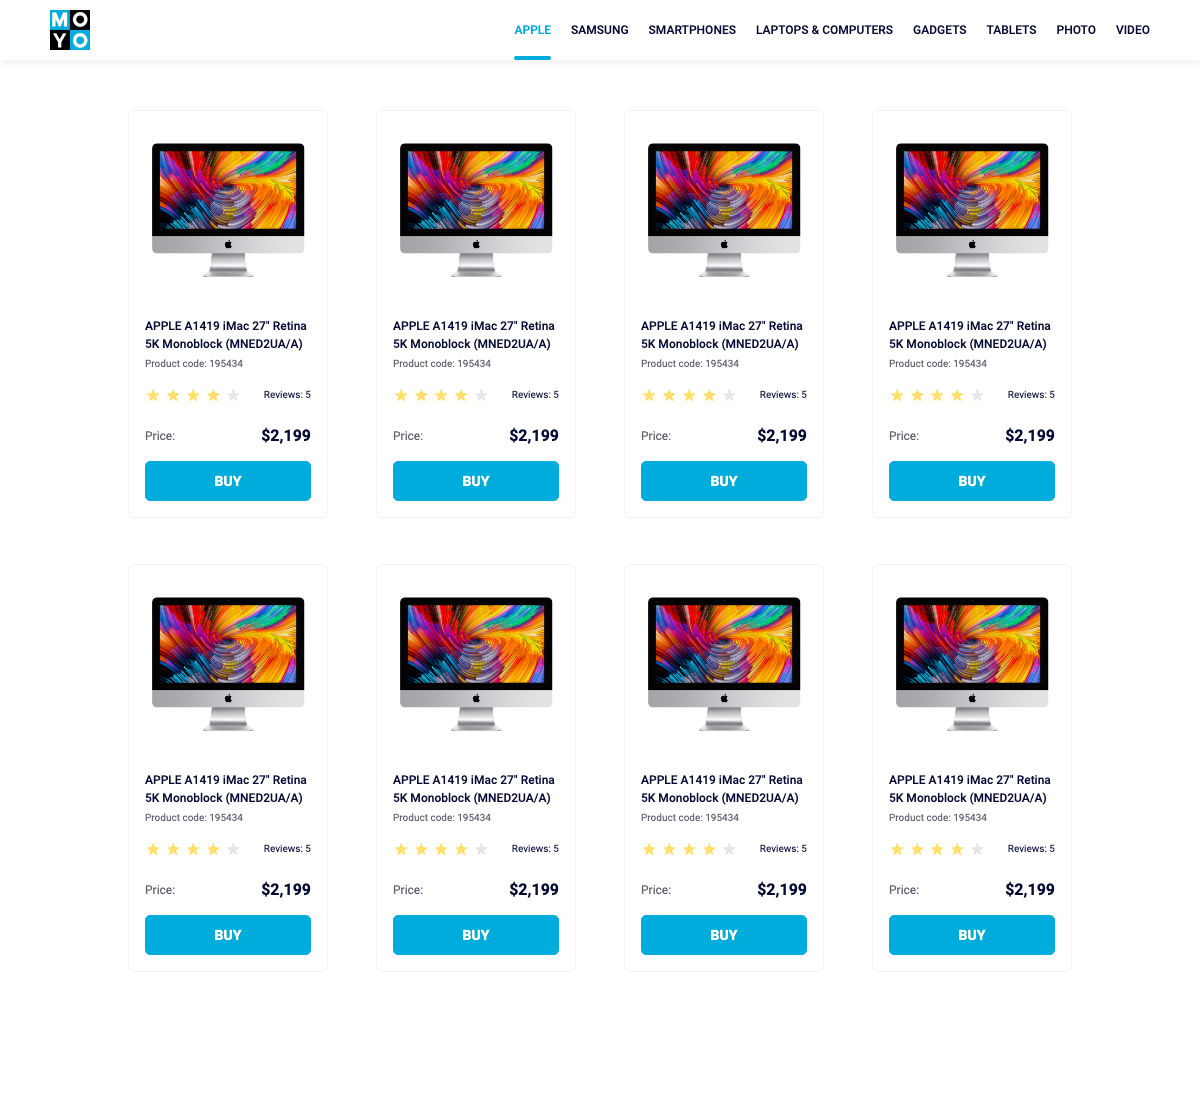 MO
YO
APPLE SAMSUNG SMARTPHONES LAPTOPS & COMPUTERS GADGETS TABLETS PHOTO VIDEO
APPLE A1419 iMac 27" Retina
5K Monoblock (MNED2UA/A)
Product code: 195434
Reviews: 5
Price: $2,199
BUY
APPLE A1419 iMac 27" Retina
5K Monoblock (MNED2UA/A)
Product code: 195434
Reviews: 5
Price: $2,199
BUY
APPLE A1419 iMac 27" Retina
5K Monoblock (MNED2UA/A)
Product code: 195434
Reviews: 5
Price: $2,199
BUY
APPLE A1419 iMac 27" Retina
5K Monoblock (MNED2UA/A)
Product code: 195434
Reviews: 5
Price: $2,199
BUY
APPLE A1419 iMac 27" Retina
5K Monoblock (MNED2UA/A)
Product code: 195434
Reviews: 5
Price: $2,199
BUY
APPLE A1419 iMac 27" Retina
5K Monoblock (MNED2UA/A)
Product code: 195434
Reviews: 5
Price: $2,199
BUY
APPLE A1419 iMac 27" Retina
5K Monoblock (MNED2UA/A)
Product code: 195434
Reviews: 5
Price: $2,199
BUY
APPLE A1419 iMac 27" Retina
5K Monoblock (MNED2UA/A)
Product code: 195434
Reviews: 5
Price: $2,199
BUY